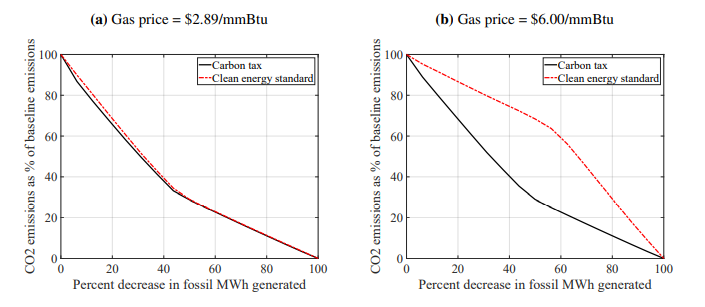 (a) Gas price = $2.89/mmBtu
CO2 emissions as % of baseline emissions
100
80
60
40
20
0
Carbon tax
Clean energy standard
0 20 40 60 80 100
Percent decrease in fossil MWh generated
(b) Gas price = $6.00/mmBtu
CO2 emissions as % of baseline emissions
100
80
60
40
20
0
Carbon tax
Clean energy standard
0 20 40 60 80 100
Percent decrease in fossil MWh generated